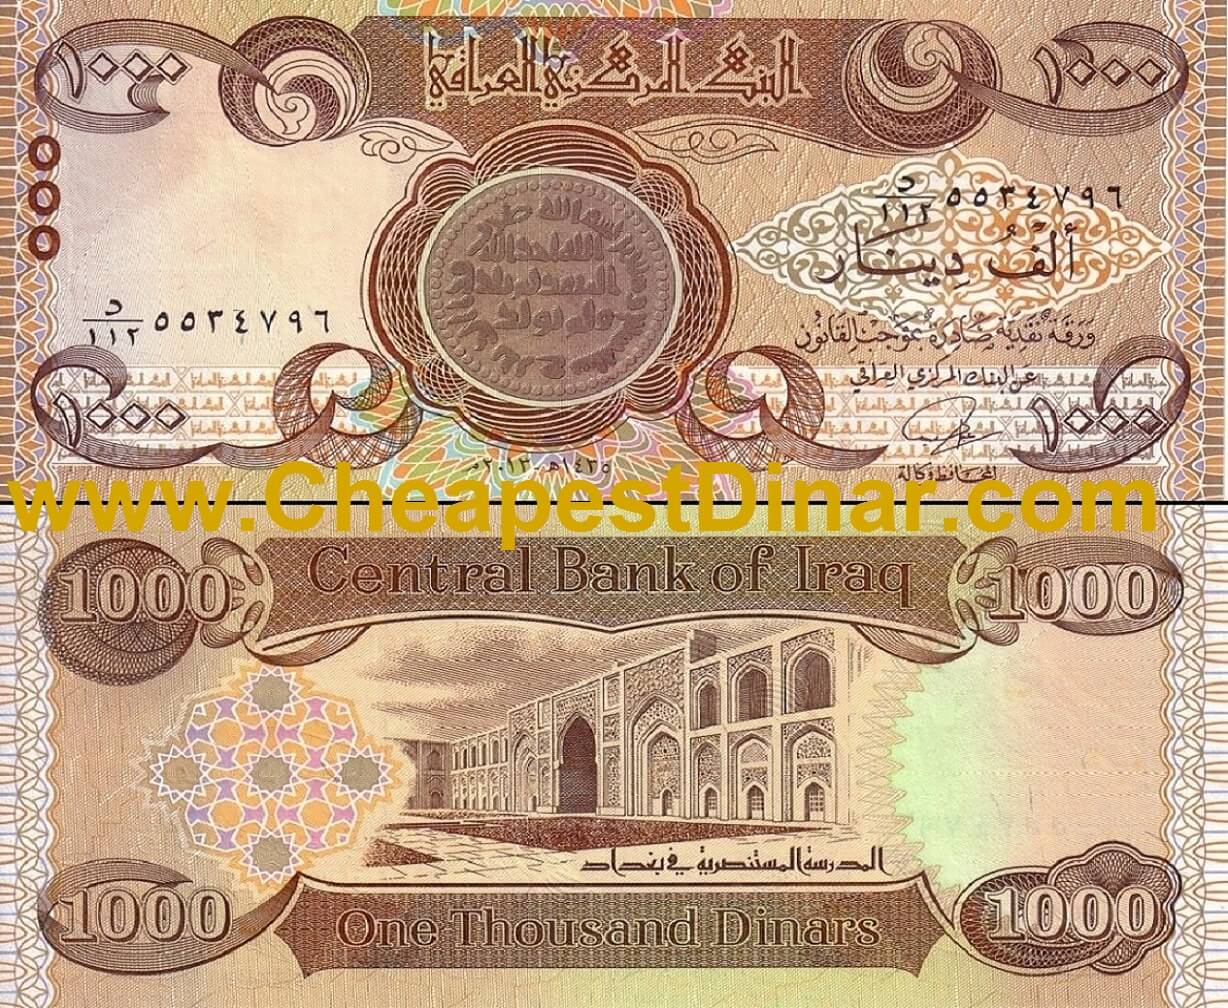 البنك المركزي العراقي
١٠٠٠
١٠٠٠
د
١١٢ ٥٥٣٤٧٩٦
ألف دينار
د
١١٢ ٥٥٣٤٧٩٦
ورقة نقدية صادرة بموجب القانون
عن البنك المركزي العراقي
١٠٠٠
١٠٠٠
١٤٣٥هـ - ٢٠١٣م
المحافظ وكالة
www.CheapestDinar.com
1000
Central Bank of Iraq
1000
المدرسة المستنصرية في بغداد
1000
One Thousand Dinars
1000